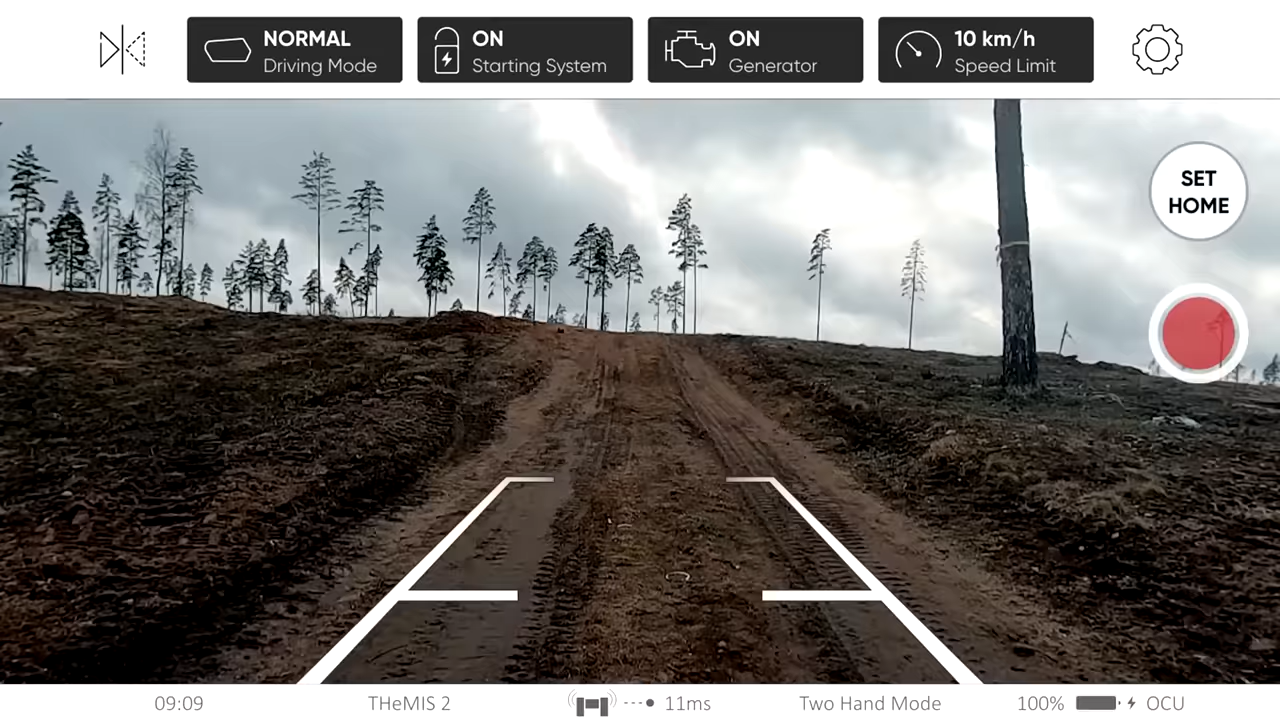 NORMAL
Driving Mode
ON
Starting System
ON
Generator
10 km/h
Speed Limit
SET
HOME
09:09
THeMIS 2
11ms
Two Hand Mode
100%
OCU